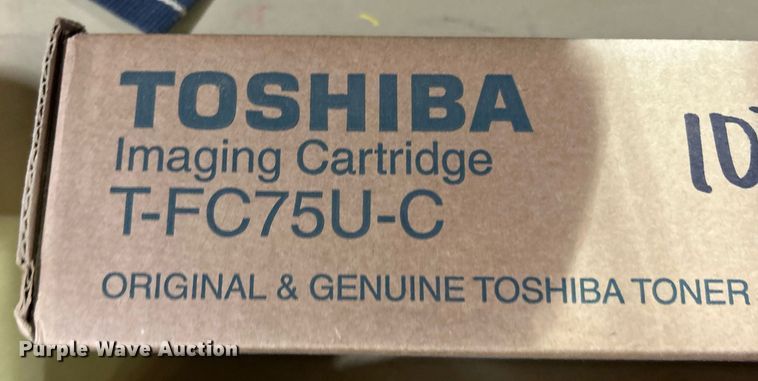 TOSHIBA
Imaging Cartridge
T-FC75U-C
ORIGINAL & GENUINE TOSHIBA TONER
Purple Wave Auction